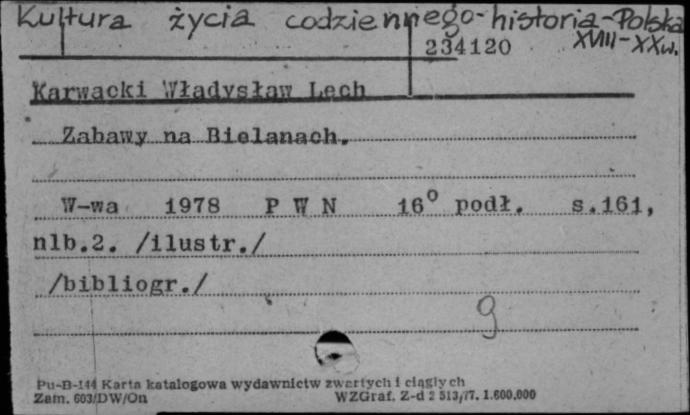 Kultura życia codziennego-historia-Polska
XVIII-XXw.
234120
Karwacki Władysław Lech
Zabawy na Bielanach.
W-wa 1978 P W N 16° podł. s.161,
nlb.2. /ilustr./
/bibliogr./
g
Pu-B-144 Karta katalogowa wydawnictw zwartych i ciągłych
Zam. 603/DW/On WZGraf. Z-d 2 513/77. 1.600.000